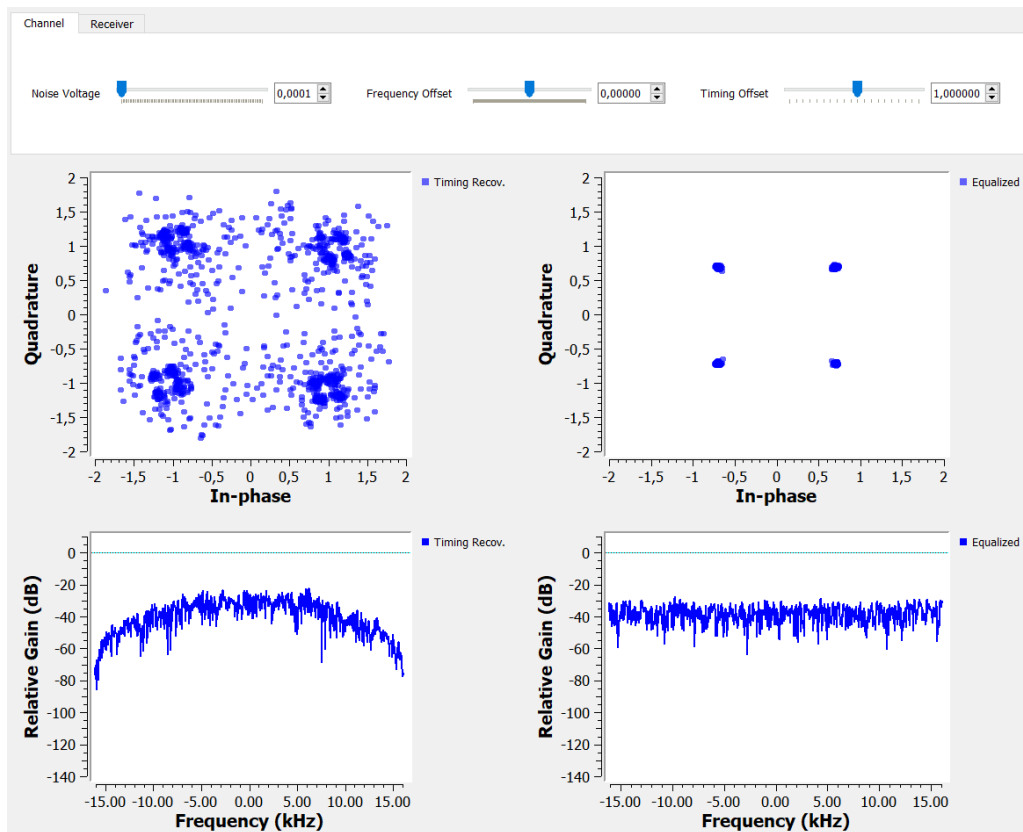 Channel Receiver
Noise Voltage 0,0001 Frequency Offset 0,00000 Timing Offset 1,000000
Timing Recov.
2
1,5
1
0,5
0
-0,5
-1
-1,5
-2
Quadrature
-2 -1,5 -1 -0,5 0 0,5 1 1,5 2
In-phase
Equalized
2
1,5
1
0,5
0
-0,5
-1
-1,5
-2
Quadrature
-2 -1,5 -1 -0,5 0 0,5 1 1,5 2
In-phase
Timing Recov.
0
-20
-40
-60
-80
-100
-120
-140
Relative Gain (dB)
-15.00 -10.00 -5.00 0.00 5.00 10.00 15.00
Frequency (kHz)
Equalized
0
-20
-40
-60
-80
-100
-120
-140
Relative Gain (dB)
-15.00 -10.00 -5.00 0.00 5.00 10.00 15.00
Frequency (kHz)